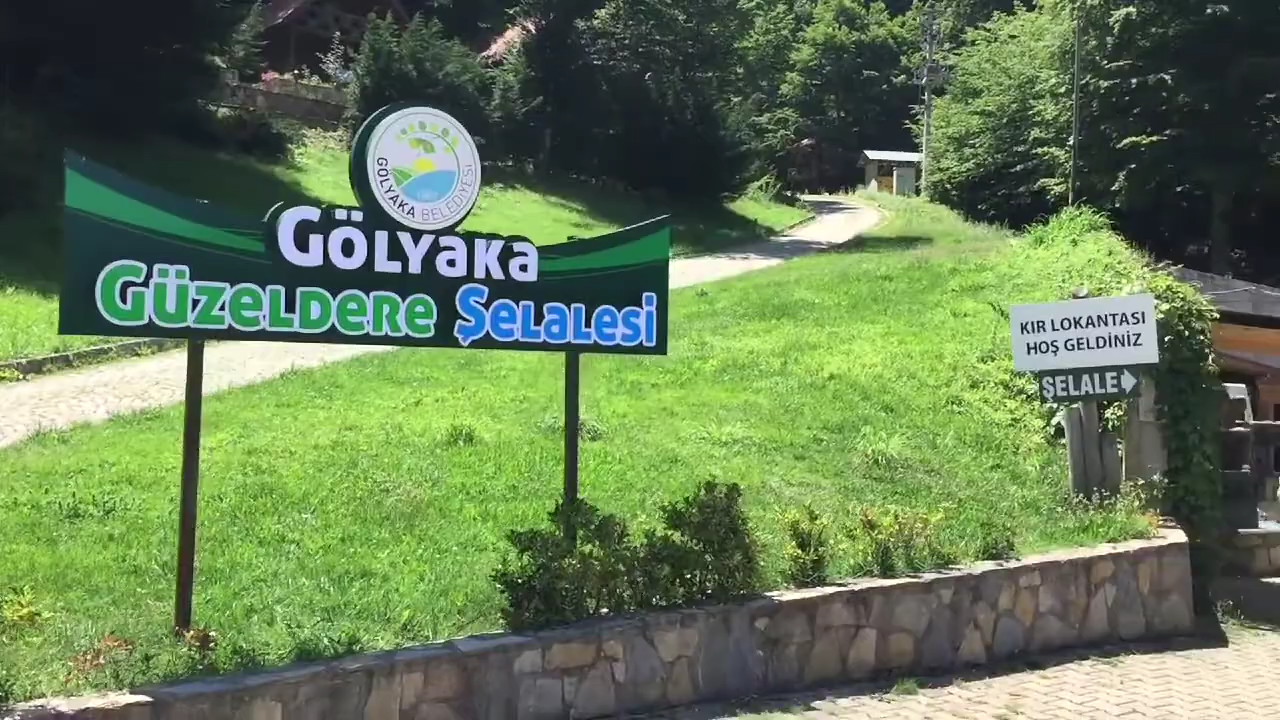 GÖLYAKA BELEDİYESİ
GÖLYAKA
GÜZELDERE ŞELALESİ
KIR LOKANTASI
HOŞ GELDİNİZ
ŞELALE